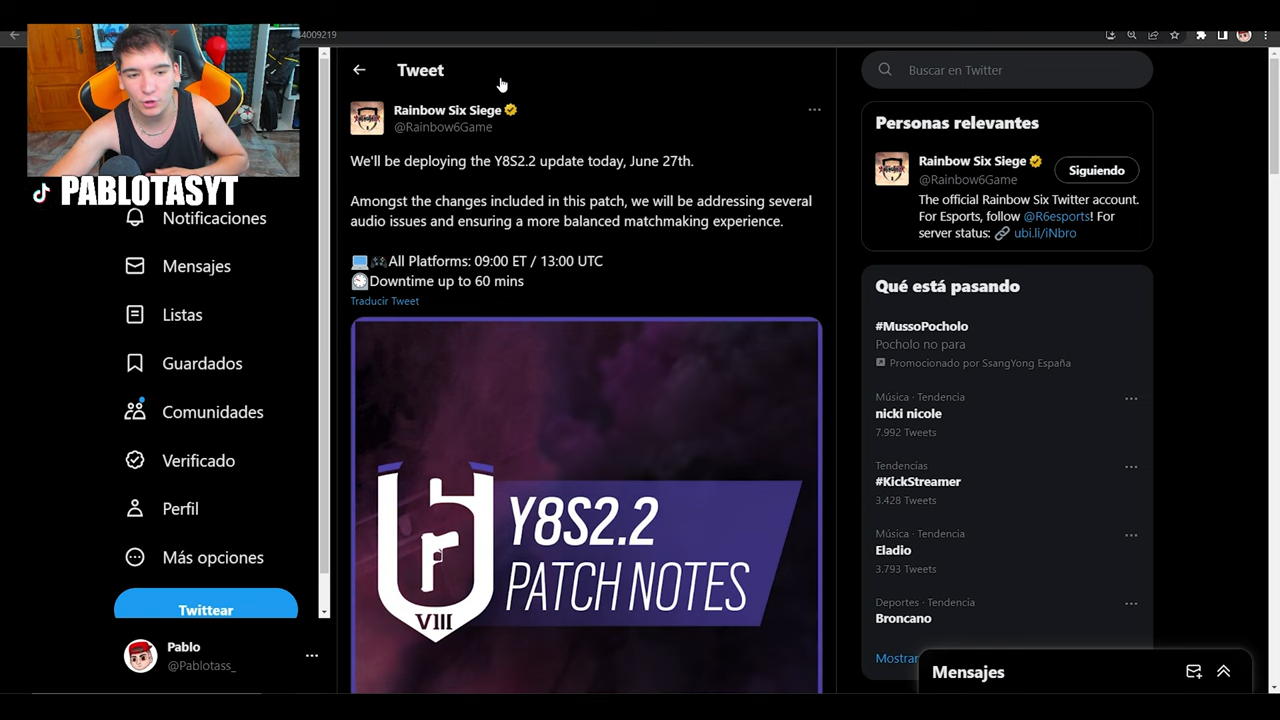 84009219
PABLOTASYT
Notificaciones
Mensajes
Listas
Guardados
Comunidades
Verificado
Perfil
Más opciones
Twittear
Pablo
@Pablotass_
Tweet
Rainbow Six Siege
@Rainbow6Game
We'll be deploying the Y8S2.2 update today, June 27th.
Amongst the changes included in this patch, we will be addressing several
audio issues and ensuring a more balanced matchmaking experience.
All Platforms: 09:00 ET / 13:00 UTC
Downtime up to 60 mins
Traducir Tweet
Y8S2.2
PATCH NOTES
VIII
Buscar en Twitter
Personas relevantes
Rainbow Six Siege
@Rainbow6Game
Siguiendo
The official Rainbow Six Twitter account.
For Esports, follow @R6esports! For
server status: ubi.li/iNbro
Qué está pasando
#MussoPocholo
Pocholo no para
Promocionado por SsangYong España
Música · Tendencia
nicki nicole
7.992 Tweets
Tendencias
#KickStreamer
3.428 Tweets
Música · Tendencia
Eladio
3.793 Tweets
Deportes · Tendencia
Broncano
Mostrar
Mensajes